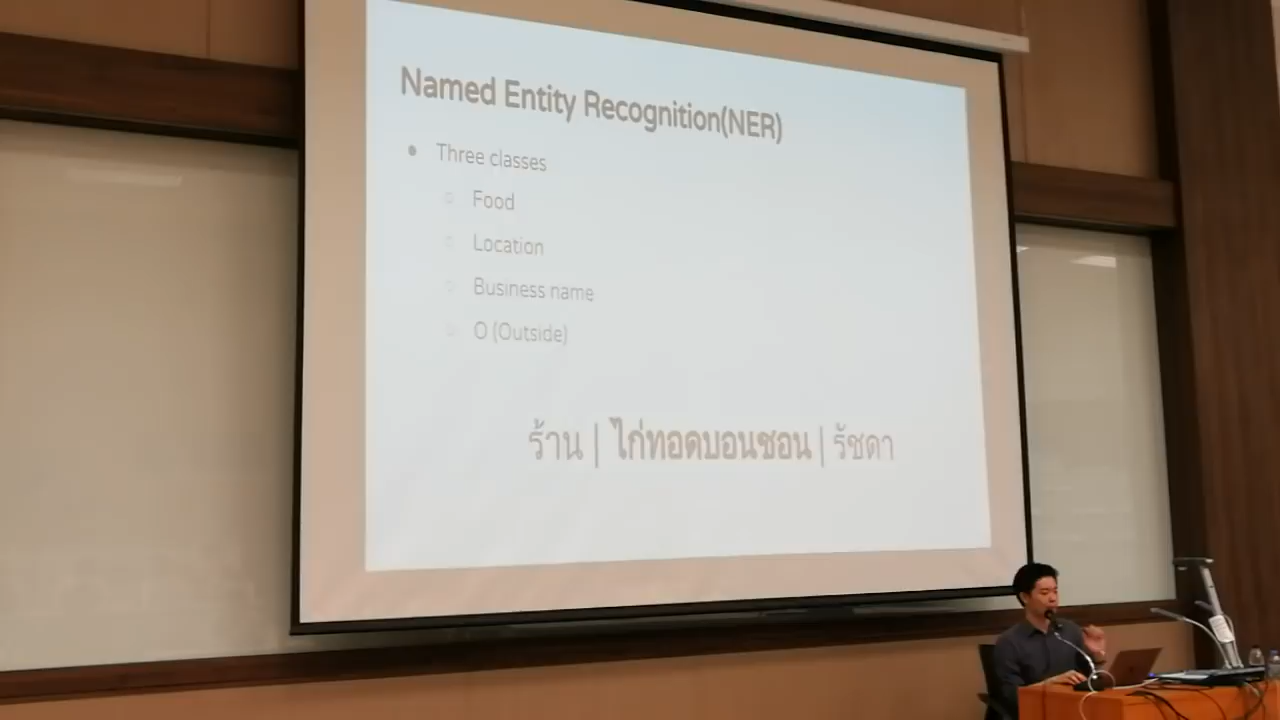 Named Entity Recognition(NER)
● Three classes
○ Food
○ Location
○ Business name
○ O (Outside)
ร้าน | ไก่ทอดบอนชอน | รัชดา